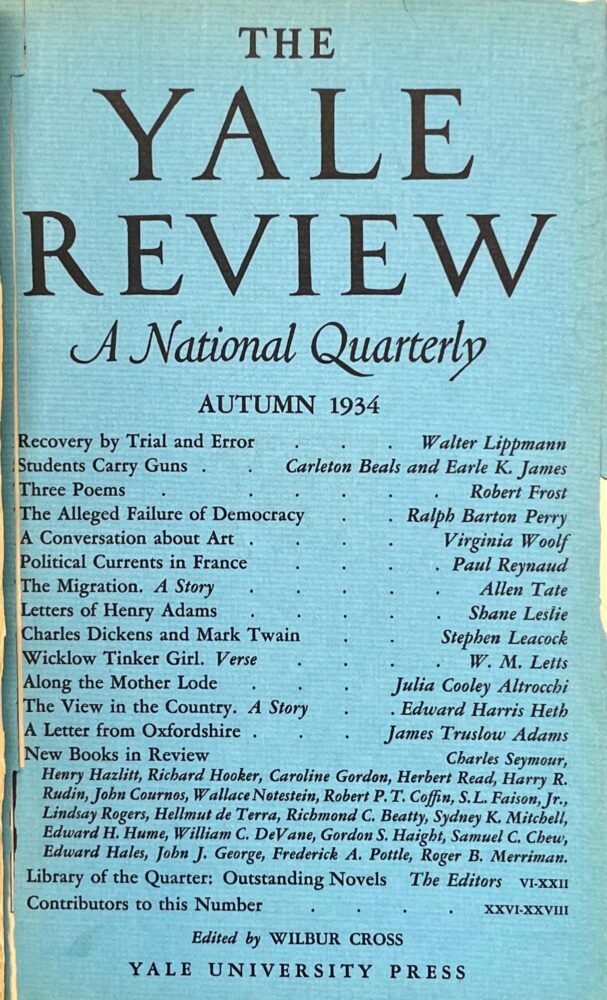 THE
YALE
REVIEW
A National Quarterly
AUTUMN 1934
Recovery by Trial and Error . . . Walter Lippmann
Students Carry Guns . . Carleton Beals and Earle K. James
Three Poems . . . . . . Robert Frost
The Alleged Failure of Democracy . . Ralph Barton Perry
A Conversation about Art . . . . Virginia Woolf
Political Currents in France . . . . Paul Reynaud
The Migration. A Story . . . . Allen Tate
Letters of Henry Adams . . . . . Shane Leslie
Charles Dickens and Mark Twain . . Stephen Leacock
Wicklow Tinker Girl. Verse . . . . W. M. Letts
Along the Mother Lode . . . Julia Cooley Altrocchi
The View in the Country. A Story . . Edward Harris Heth
A Letter from Oxfordshire . . . James Truslow Adams
New Books in Review Charles Seymour,
Henry Hazlitt, Richard Hooker, Caroline Gordon, Herbert Read, Harry R.
Rudin, John Cournos, Wallace Notestein, Robert P. T. Coffin, S. L. Faison, Jr.,
Lindsay Rogers, Hellmut de Terra, Richmond C. Beatty, Sydney K. Mitchell,
Edward H. Hume, William C. DeVane, Gordon S. Haight, Samuel C. Chew,
Edward Hales, John J. George, Frederick A. Pottle, Roger B. Merriman.
Library of the Quarter: Outstanding Novels The Editors VI-XXII
Contributors to this Number . . . . XXVI-XXVIII
Edited by WILBUR CROSS
YALE UNIVERSITY PRESS